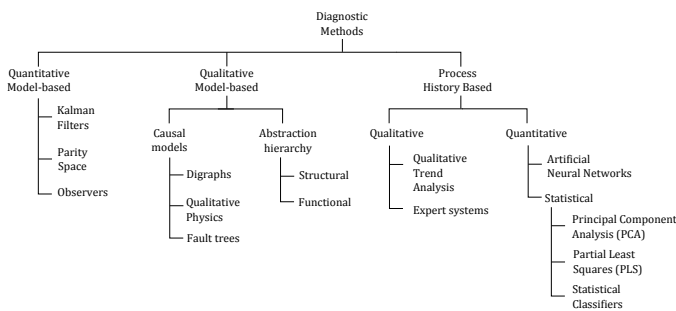 Diagnostic
Methods
Quantitative
Model-based
Kalman
Filters
Parity
Space
Observers
Qualitative
Model-based
Causal
models
Digraphs
Qualitative
Physics
Fault trees
Abstraction
hierarchy
Structural
Functional
Process
History Based
Qualitative
Qualitative
Trend
Analysis
Expert systems
Quantitative
Artificial
Neural Networks
Statistical
Principal Component
Analysis (PCA)
Partial Least
Squares (PLS)
Statistical
Classifiers